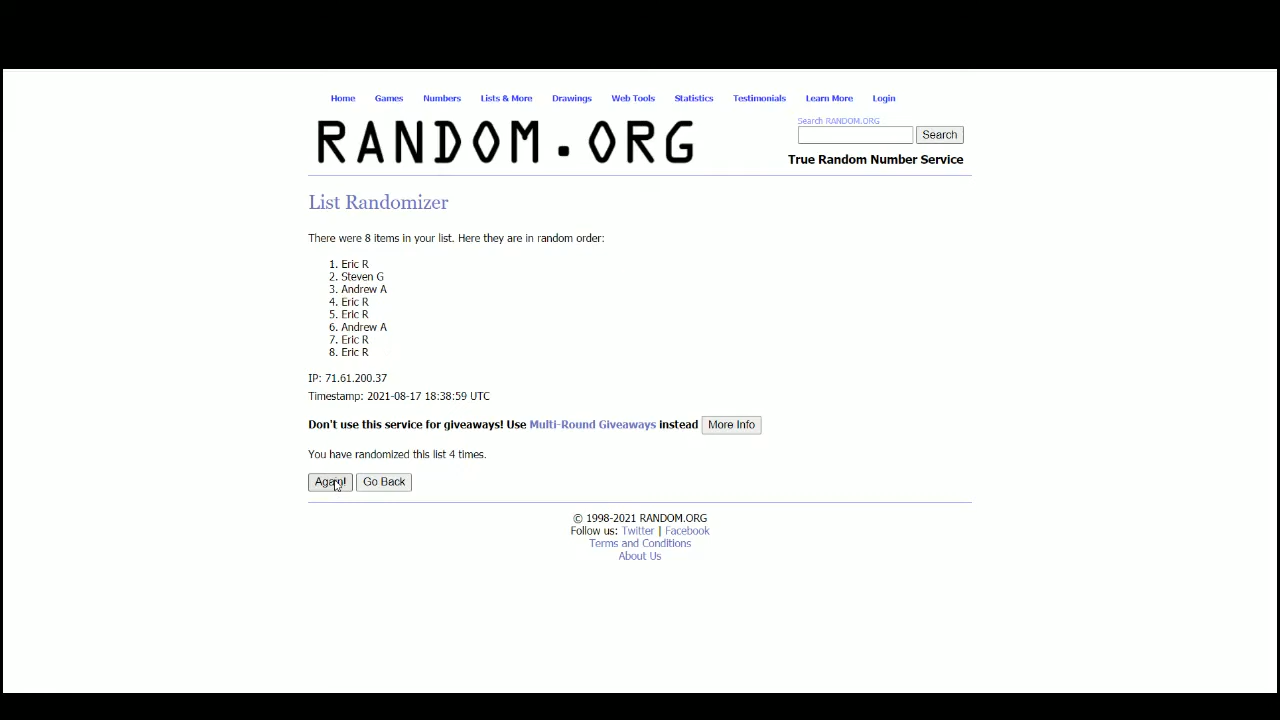 Home Games Numbers Lists & More Drawings Web Tools Statistics Testimonials Learn More Login
RANDOM.ORG
Search RANDOM.ORG
Search
True Random Number Service
List Randomizer
There were 8 items in your list. Here they are in random order:
1. Eric R
2. Steven G
3. Andrew A
4. Eric R
5. Eric R
6. Andrew A
7. Eric R
8. Eric R
IP: 71.61.200.37
Timestamp: 2021-08-17 18:38:59 UTC
Don't use this service for giveaways! Use Multi-Round Giveaways instead More Info
You have randomized this list 4 times.
Again! Go Back
© 1998-2021 RANDOM.ORG
Follow us: Twitter | Facebook
Terms and Conditions
About Us